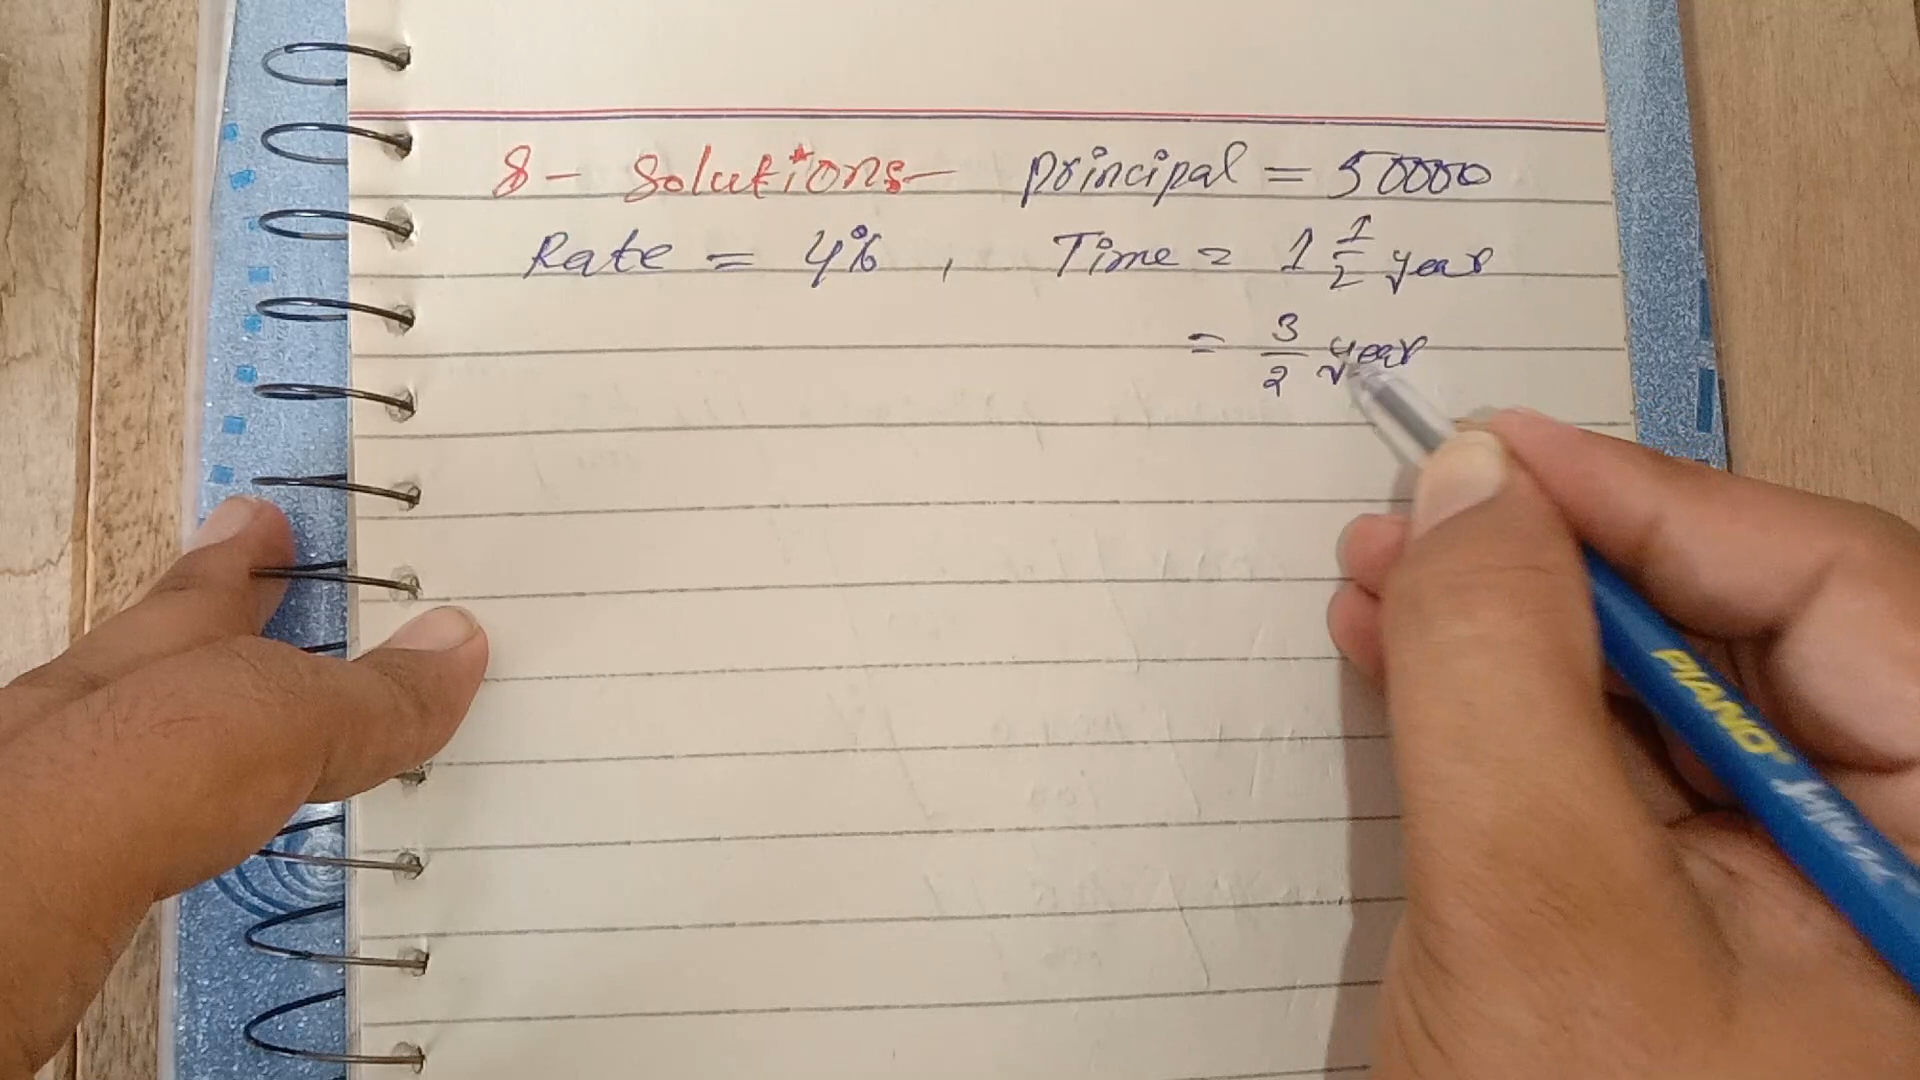 8 - Solutions - Principal = 50000
Rate = 4% , Time = 1 1/2 year
= 3/2 year
PIANO